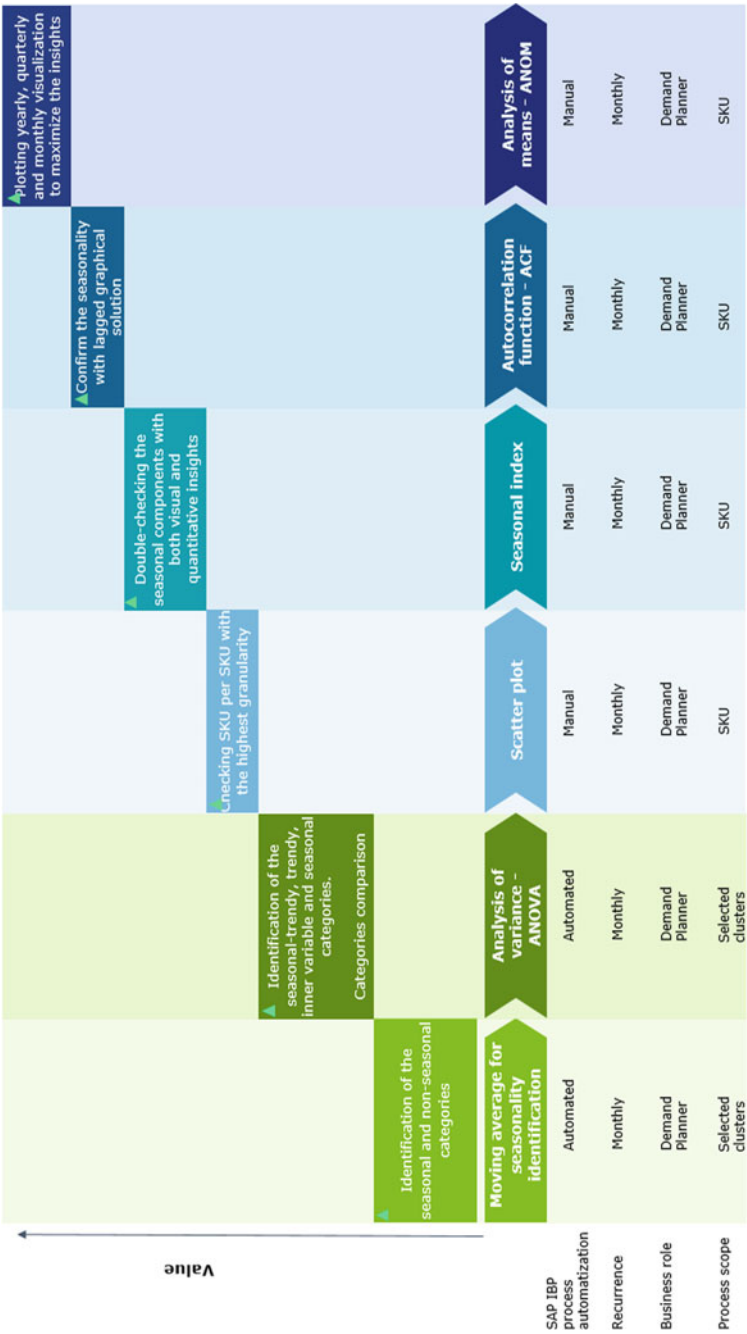 Plotting yearly, quarterly
and monthly visualization
to maximize the insights
Confirm the seasonality
with lagged graphical
solution
Double-checking the
seasonal components with
both visual and
quantitative insights
Checking SKU per SKU with
the highest granularity
Identification of the
seasonal-trendy, trendy,
inner variable and seasonal
categories.
Categories comparison
Identification of the
seasonal and non-seasonal
categories
Value
Moving average for
seasonality
identification
Analysis of
variance –
ANOVA
Scatter plot
Seasonal index
Autocorrelation
function – ACF
Analysis of
means – ANOM
SAP IBP
process
automatization
Automated
Automated
Manual
Manual
Manual
Manual
Recurrence
Monthly
Monthly
Monthly
Monthly
Monthly
Monthly
Business role
Demand
Planner
Demand
Planner
Demand
Planner
Demand
Planner
Demand
Planner
Demand
Planner
Process scope
Selected
clusters
Selected
clusters
SKU
SKU
SKU
SKU